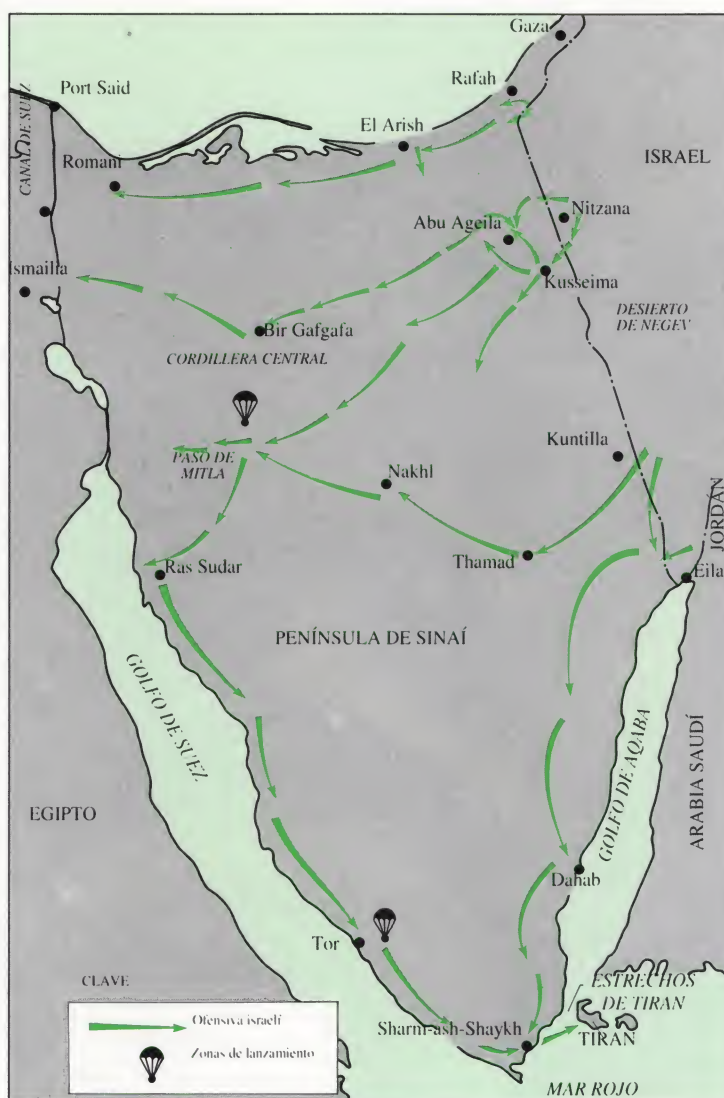 Gaza
Port Said
Rafah
CANAL DE SUEZ
El Arish
ISRAEL
Romani
Nitzana
Abu Ageila
Ismailia
Kusseima
DESIERTO
DE NEGEV
Bir Gafgafa
CORDILLERA CENTRAL
Kuntilla
PASO DE
MITLA
Nakhl
JORDÁN
Thamad
Ras Sudar
Eila
PENÍNSULA DE SINAÍ
GOLFO DE SUEZ
GOLFO DE AQABA
ARABIA SAUDÍ
EGIPTO
Dahab
Tor
CLAVE
ESTRECHOS
DE TIRAN
Ofensiva israelí
Sharm-ash-Shaykh
TIRAN
Zonas de lanzamiento
MAR ROJO